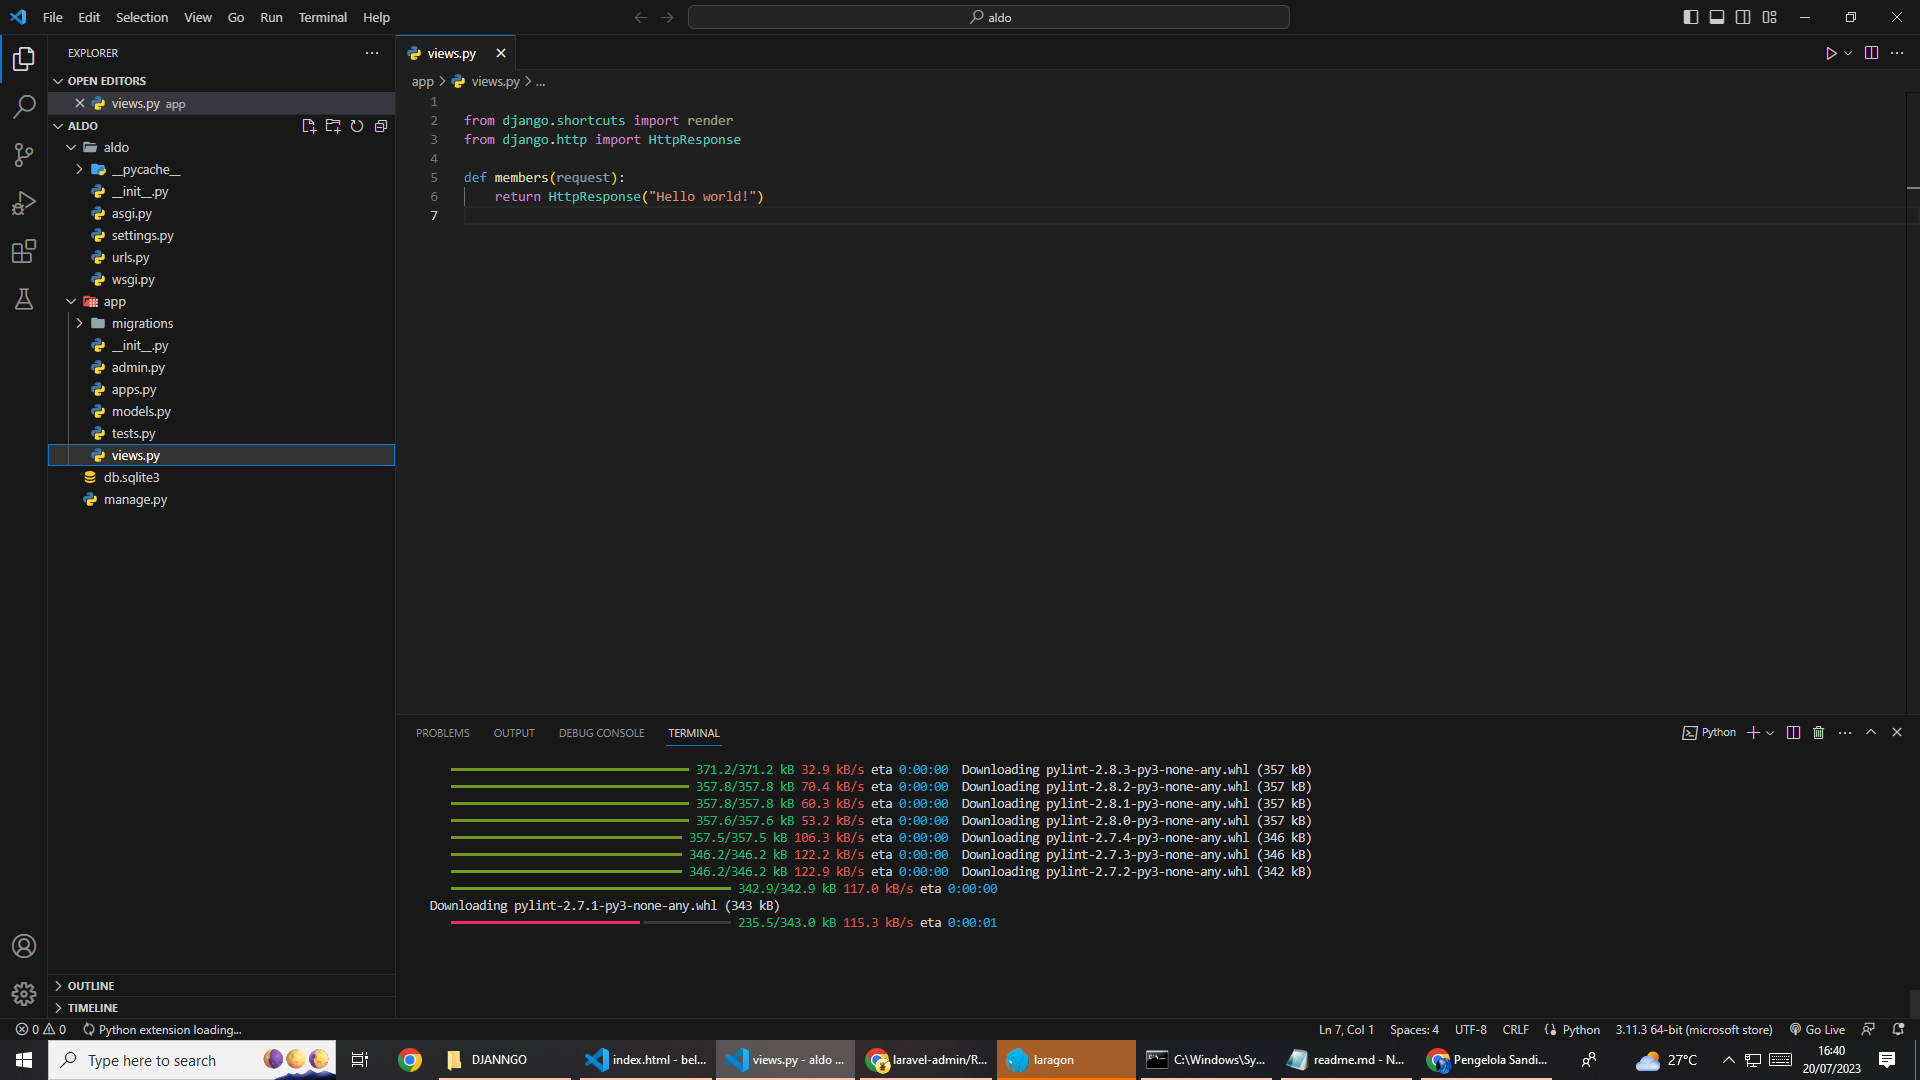 File Edit Selection View Go Run Terminal Help
aldo
EXPLORER
OPEN EDITORS
views.py app
ALDO
aldo
__pycache__
__init__.py
asgi.py
settings.py
urls.py
wsgi.py
app
migrations
__init__.py
admin.py
apps.py
models.py
tests.py
views.py
db.sqlite3
manage.py
OUTLINE
TIMELINE
views.py
app > views.py > ...
1
2 from django.shortcuts import render
3 from django.http import HttpResponse
4
5 def members(request):
6 return HttpResponse("Hello world!")
7
PROBLEMS OUTPUT DEBUG CONSOLE TERMINAL
Python
371.2/371.2 kB 32.9 kB/s eta 0:00:00 Downloading pylint-2.8.3-py3-none-any.whl (357 kB)
357.8/357.8 kB 70.4 kB/s eta 0:00:00 Downloading pylint-2.8.2-py3-none-any.whl (357 kB)
357.8/357.8 kB 60.3 kB/s eta 0:00:00 Downloading pylint-2.8.1-py3-none-any.whl (357 kB)
357.6/357.6 kB 53.2 kB/s eta 0:00:00 Downloading pylint-2.8.0-py3-none-any.whl (357 kB)
357.5/357.5 kB 106.3 kB/s eta 0:00:00 Downloading pylint-2.7.4-py3-none-any.whl (346 kB)
346.2/346.2 kB 122.2 kB/s eta 0:00:00 Downloading pylint-2.7.3-py3-none-any.whl (346 kB)
346.2/346.2 kB 122.9 kB/s eta 0:00:00 Downloading pylint-2.7.2-py3-none-any.whl (342 kB)
342.9/342.9 kB 117.0 kB/s eta 0:00:00
Downloading pylint-2.7.1-py3-none-any.whl (343 kB)
235.5/343.0 kB 115.3 kB/s eta 0:00:01
0 0 Python extension loading...
Ln 7, Col 1 Spaces: 4 UTF-8 CRLF Python 3.11.3 64-bit (microsoft store) Go Live
Type here to search
DJANNGO
index.html - bel...
views.py - aldo ...
laravel-admin/R...
laragon
C:\Windows\Sy...
readme.md - N...
Pengelola Sandi...
27°C
16:40
20/07/2023